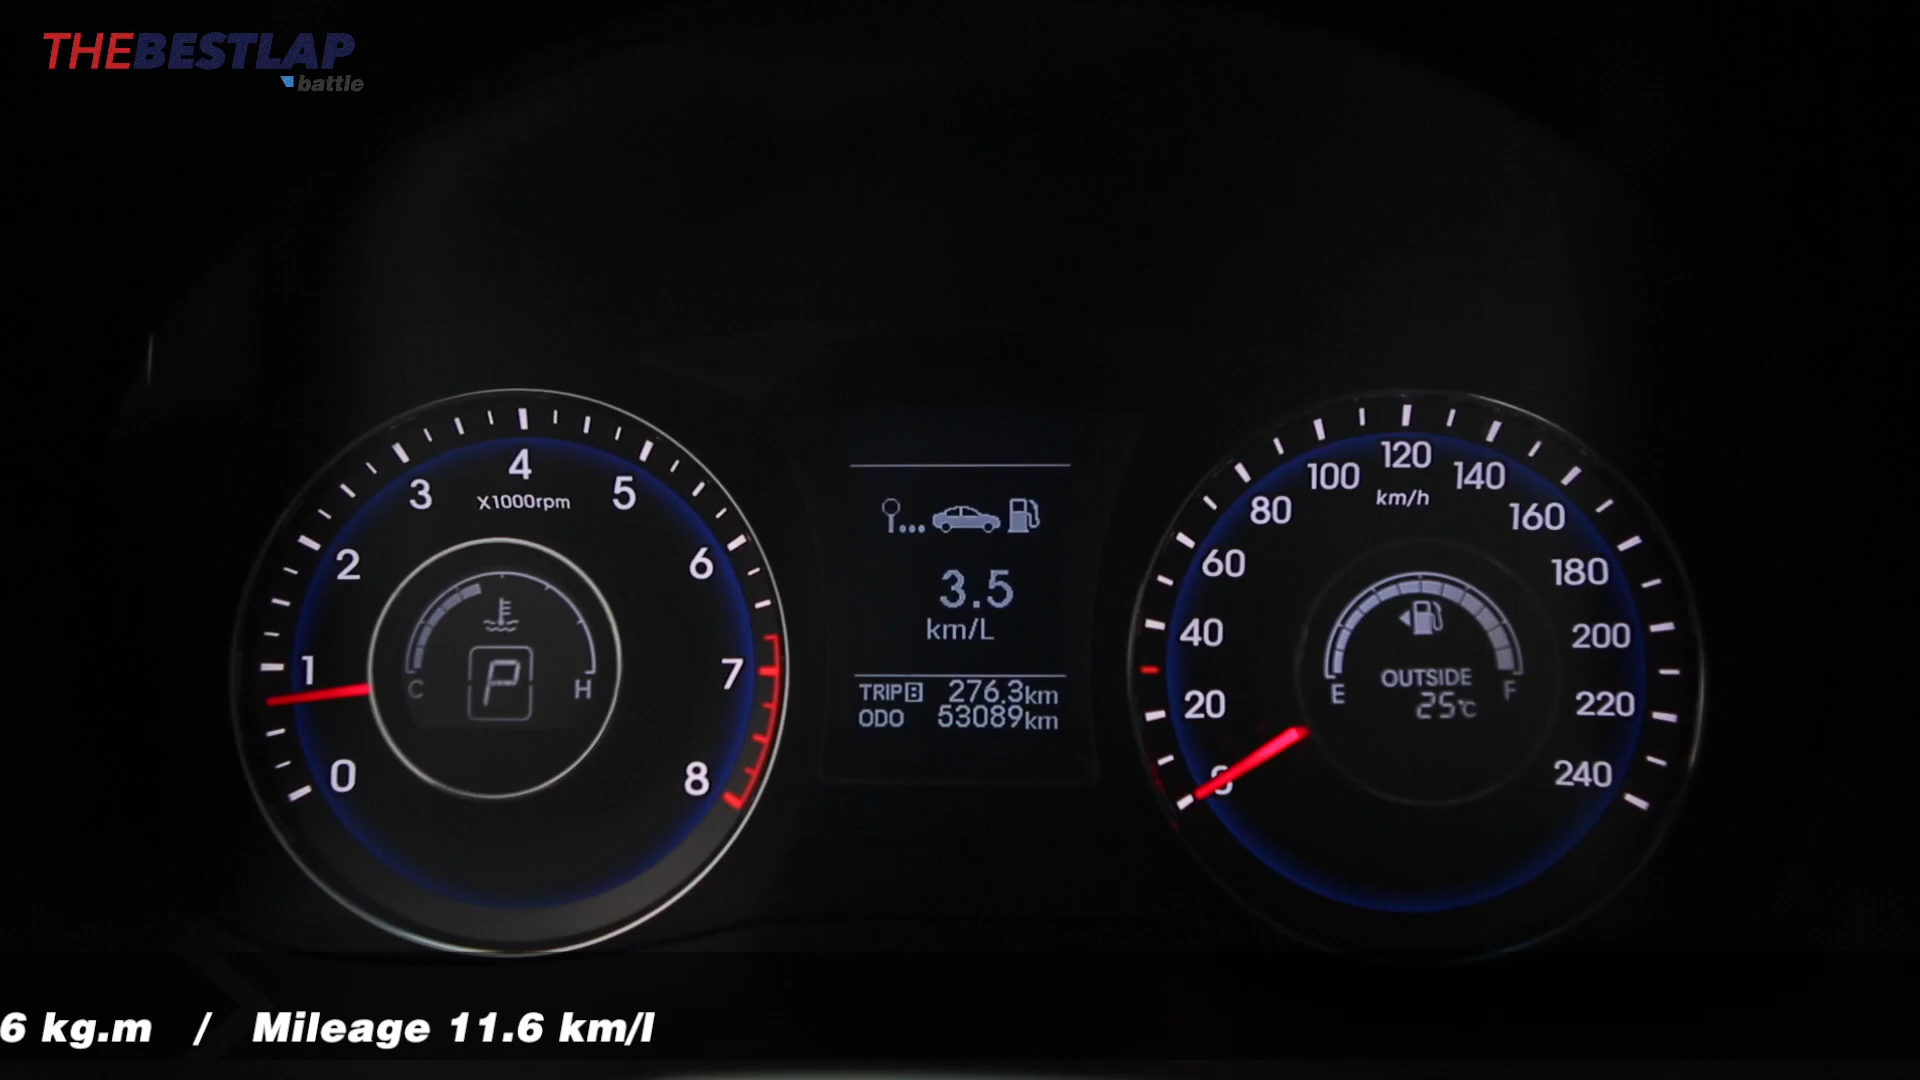 THEBESTLAP
battle
0
1
2
3
4
5
6
7
8
X1000rpm
C
H
P
3.5
km/L
TRIP B 276.3km
ODO 53089km
0
20
40
60
80
100
120
140
160
180
200
220
240
km/h
E
F
OUTSIDE
25℃
6 kg.m / Mileage 11.6 km/l